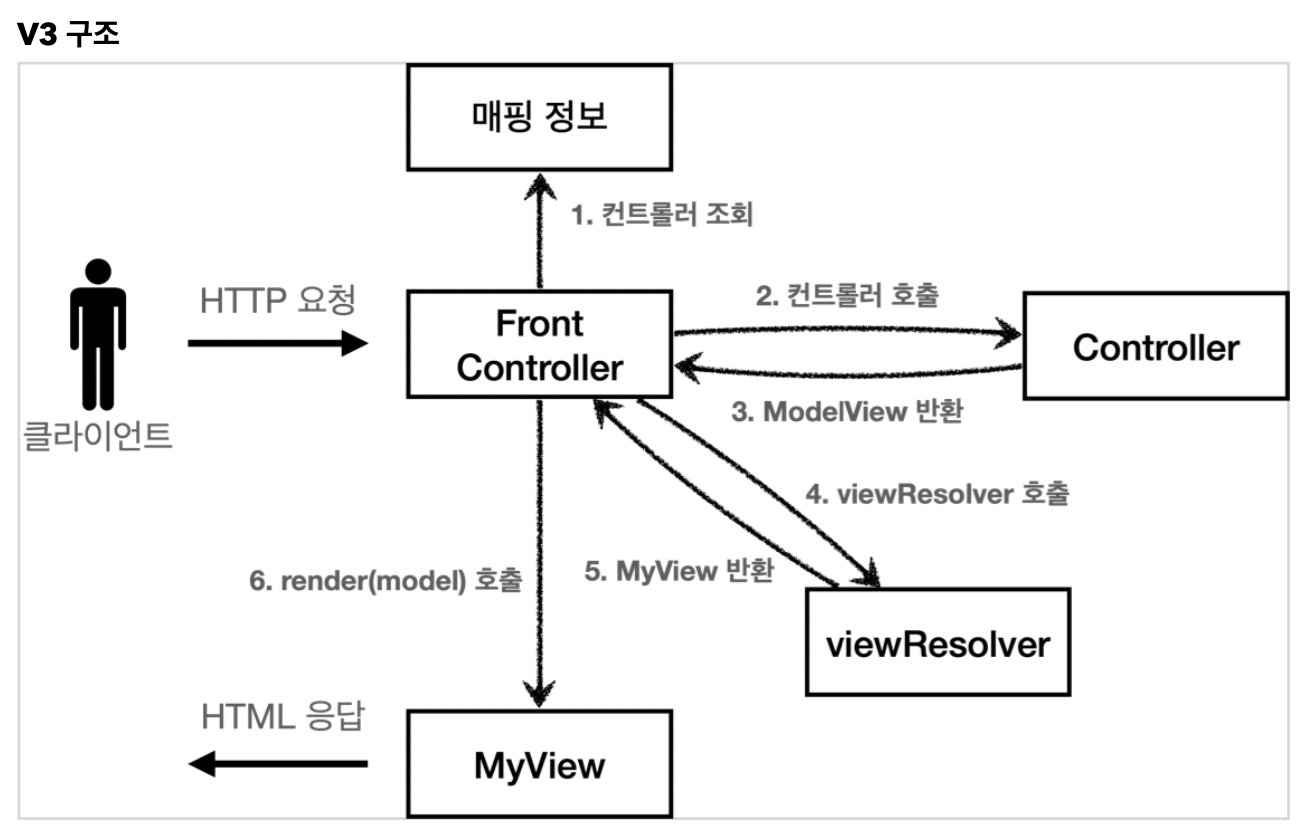 V3 구조
매핑 정보
1. 컨트롤러 조회
HTTP 요청
Front
Controller
2. 컨트롤러 호출
Controller
3. ModelView 반환
클라이언트
4. viewResolver 호출
5. MyView 반환
6. render(model) 호출
viewResolver
HTML 응답
MyView